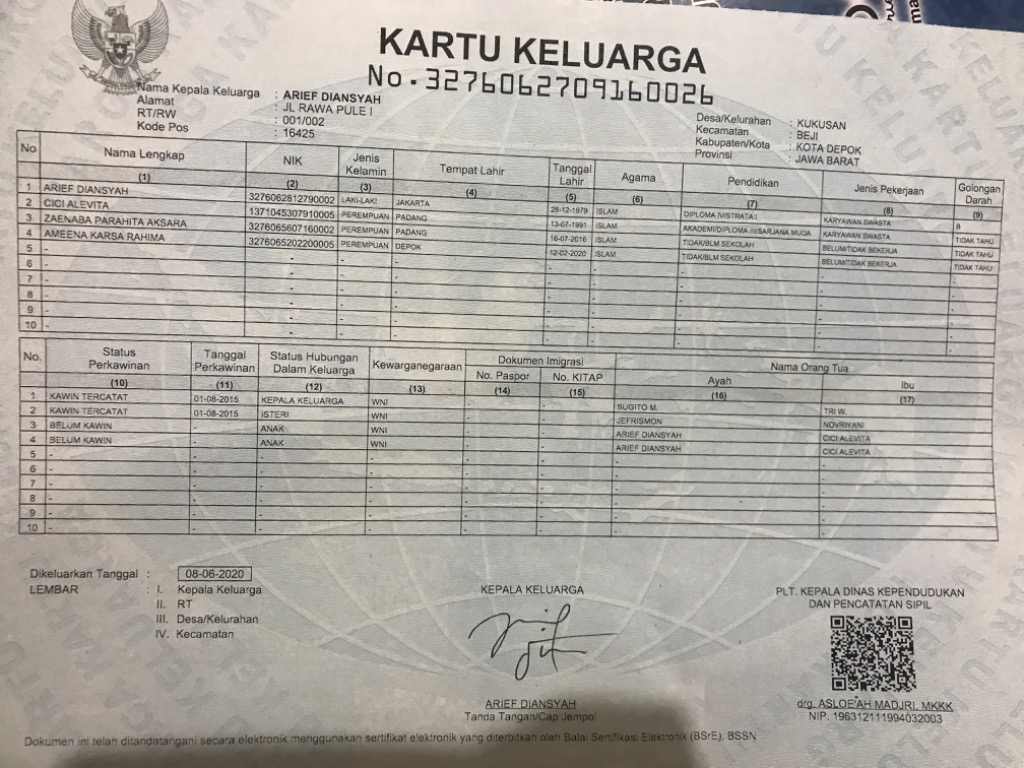 KARTU KELUARGA
No.3276062709160026
Nama Kepala Keluarga : ARIEF DIANSYAH
Alamat : JL RAWA PULE I
RT/RW : 001/002
Kode Pos : 16425
Desa/Kelurahan : KUKUSAN
Kecamatan : BEJI
Kabupaten/Kota : KOTA DEPOK
Provinsi : JAWA BARAT
No Nama Lengkap NIK Jenis Kelamin Tempat Lahir Tanggal Lahir Agama Pendidikan Jenis Pekerjaan Golongan Darah
(1) (2) (3) (4) (5) (6) (7) (8) (9)
1 ARIEF DIANSYAH 3276062812790002 LAKI-LAKI JAKARTA 28-12-1979 ISLAM DIPLOMA IV/STRATA I KARYAWAN SWASTA B
2 CICI ALEVITA 1371045307910005 PEREMPUAN PADANG 13-07-1991 ISLAM AKADEMI/DIPLOMA III/SARJANA MUDA KARYAWAN SWASTA TIDAK TAHU
3 ZAENABA PARAHITA AKSARA 3276065607160002 PEREMPUAN PADANG 16-07-2016 ISLAM TIDAK/BLM SEKOLAH BELUM/TIDAK BEKERJA TIDAK TAHU
4 AMEENA KARSA RAHIMA 3276065202200005 PEREMPUAN DEPOK 12-02-2020 ISLAM TIDAK/BLM SEKOLAH BELUM/TIDAK BEKERJA TIDAK TAHU
5 - - - - - - - - -
6 - - - - - - - - -
7 - - - - - - - - -
8 - - - - - - - - -
9 - - - - - - - - -
10 - - - - - - - - -
No. Status Perkawinan Tanggal Perkawinan Status Hubungan Dalam Keluarga Kewarganegaraan Dokumen Imigrasi Nama Orang Tua
No. Paspor No. KITAP Ayah Ibu
(10) (11) (12) (13) (14) (15) (16) (17)
1 KAWIN TERCATAT 01-08-2015 KEPALA KELUARGA WNI - - SUGITO M. TRI W.
2 KAWIN TERCATAT 01-08-2015 ISTERI WNI - - JEFRISMON NOVRIYANI
3 BELUM KAWIN - ANAK WNI - - ARIEF DIANSYAH CICI ALEVITA
4 BELUM KAWIN - ANAK WNI - - ARIEF DIANSYAH CICI ALEVITA
5 - - - - - - - -
6 - - - - - - - -
7 - - - - - - - -
8 - - - - - - - -
9 - - - - - - - -
10 - - - - - - - -
Dikeluarkan Tanggal : 08-06-2020
LEMBAR : I. Kepala Keluarga
II. RT
III. Desa/Kelurahan
IV. Kecamatan
KEPALA KELUARGA
ARIEF DIANSYAH
Tanda Tangan/Cap Jempol
PLT. KEPALA DINAS KEPENDUDUKAN
DAN PENCATATAN SIPIL
drg. ASLOE'AH MADJRI, MKKK
NIP. 196312111994032003
Dokumen ini telah ditandatangani secara elektronik menggunakan sertifikat elektronik yang diterbitkan oleh Balai Sertifikasi Elektronik (BSrE), BSSN